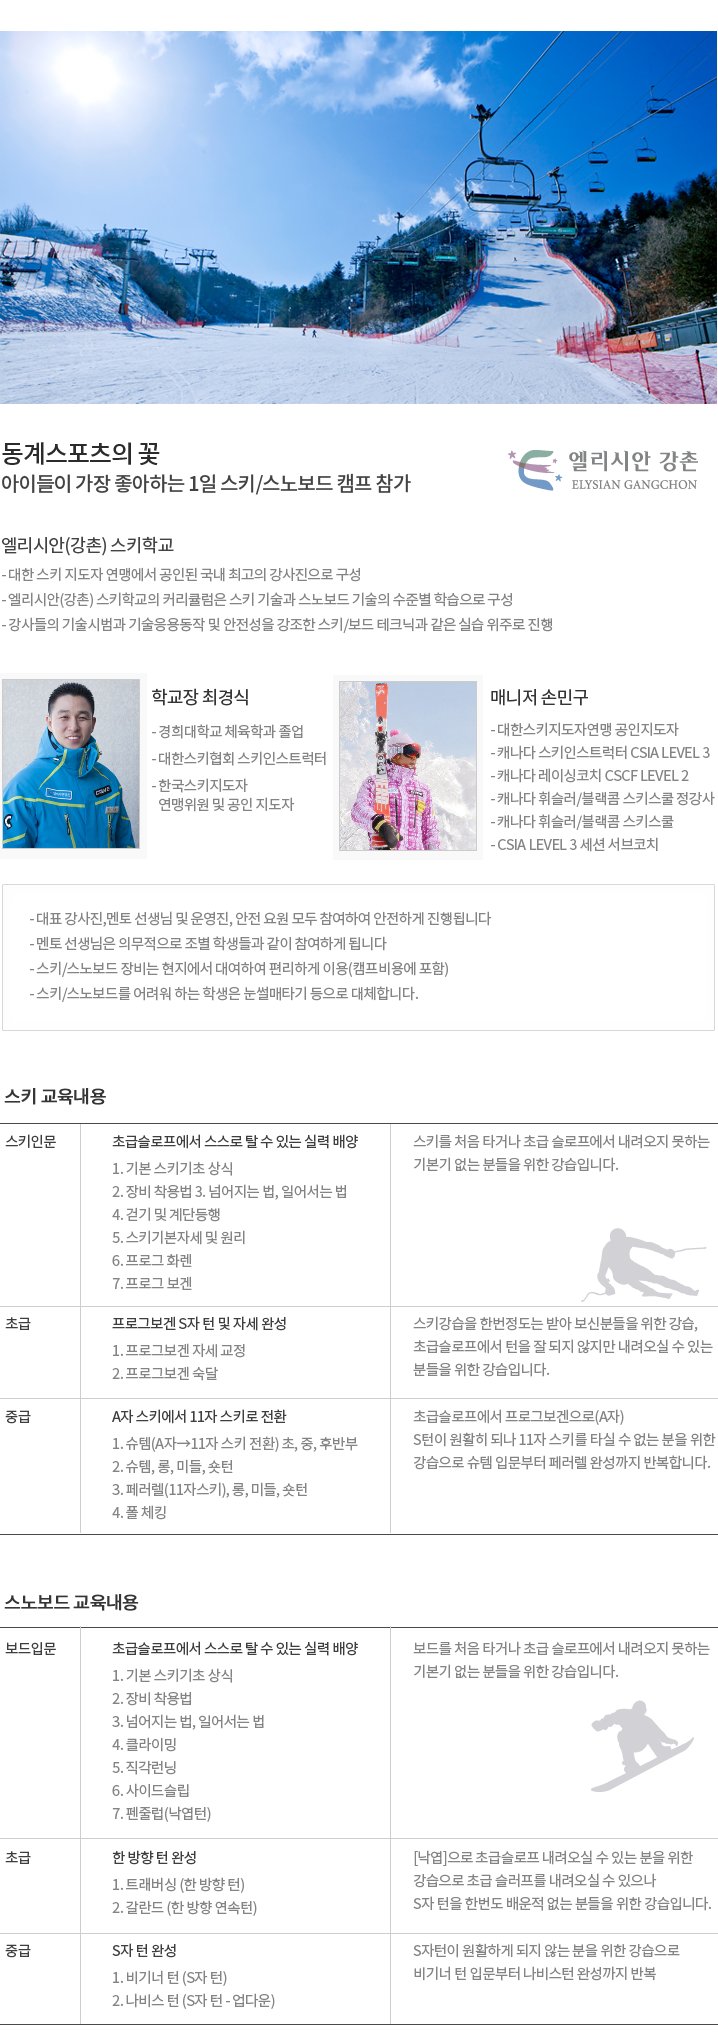 동계스포츠의 꽃
아이들이 가장 좋아하는 1일 스키/스노보드 캠프 참가
엘리시안 강촌
ELYSIAN GANGCHON
엘리시안(강촌) 스키학교
- 대한 스키 지도자 연맹에서 공인된 국내 최고의 강사진으로 구성
- 엘리시안(강촌) 스키학교의 커리큘럼은 스키 기술과 스노보드 기술의 수준별 학습으로 구성
- 강사들의 기술시범과 기술응용동작 및 안전성을 강조한 스키/보드 테크닉과 같은 실습 위주로 진행
학교장 최경식
- 경희대학교 체육학과 졸업
- 대한스키협회 스키인스트럭터
- 한국스키지도자
연맹위원 및 공인 지도자
매니저 손민구
- 대한스키지도자연맹 공인지도자
- 캐나다 스키인스트럭터 CSIA LEVEL 3
- 캐나다 레이싱코치 CSCF LEVEL 2
- 캐나다 휘슬러/블랙콤 스키스쿨 정강사
- 캐나다 휘슬러/블랙콤 스키스쿨
- CSIA LEVEL 3 세션 서브코치
- 대표 강사진,멘토 선생님 및 운영진, 안전 요원 모두 참여하여 안전하게 진행됩니다
- 멘토 선생님은 의무적으로 조별 학생들과 같이 참여하게 됩니다
- 스키/스노보드 장비는 현지에서 대여하여 편리하게 이용(캠프비용에 포함)
- 스키/스노보드를 어려워 하는 학생은 눈썰매타기 등으로 대체합니다.
스키 교육내용
스키인문
초급슬로프에서 스스로 탈 수 있는 실력 배양
1. 기본 스키기초 상식
2. 장비 착용법 3. 넘어지는 법, 일어서는 법
4. 걷기 및 계단등행
5. 스키기본자세 및 원리
6. 프로그 화렌
7. 프로그 보겐
스키를 처음 타거나 초급 슬로프에서 내려오지 못하는
기본기 없는 분들을 위한 강습입니다.
초급
프로그보겐 S자 턴 및 자세 완성
1. 프로그보겐 자세 교정
2. 프로그보겐 숙달
스키강습을 한번정도는 받아 보신분들을 위한 강습,
초급슬로프에서 턴을 잘 되지 않지만 내려오실 수 있는
분들을 위한 강습입니다.
중급
A자 스키에서 11자 스키로 전환
1. 슈템(A자→11자 스키 전환) 초, 중, 후반부
2. 슈템, 롱, 미들, 숏턴
3. 페러렐(11자스키), 롱, 미들, 숏턴
4. 폴 체킹
초급슬로프에서 프로그보겐으로(A자)
S턴이 원활히 되나 11자 스키를 타실 수 없는 분을 위한
강습으로 슈템 입문부터 페러렐 완성까지 반복합니다.
스노보드 교육내용
보드입문
초급슬로프에서 스스로 탈 수 있는 실력 배양
1. 기본 스키기초 상식
2. 장비 착용법
3. 넘어지는 법, 일어서는 법
4. 클라이밍
5. 직각런닝
6. 사이드슬립
7. 펜줄럽(낙엽턴)
보드를 처음 타거나 초급 슬로프에서 내려오지 못하는
기본기 없는 분들을 위한 강습입니다.
초급
한 방향 턴 완성
1. 트래버싱 (한 방향 턴)
2. 갈란드 (한 방향 연속턴)
[낙엽]으로 초급슬로프 내려오실 수 있는 분을 위한
강습으로 초급 슬러프를 내려오실 수 있으나
S자 턴을 한번도 배운적 없는 분들을 위한 강습입니다.
중급
S자 턴 완성
1. 비기너 턴 (S자 턴)
2. 나비스 턴 (S자 턴 - 업다운)
S자턴이 원활하게 되지 않는 분을 위한 강습으로
비기너 턴 입문부터 나비스턴 완성까지 반복